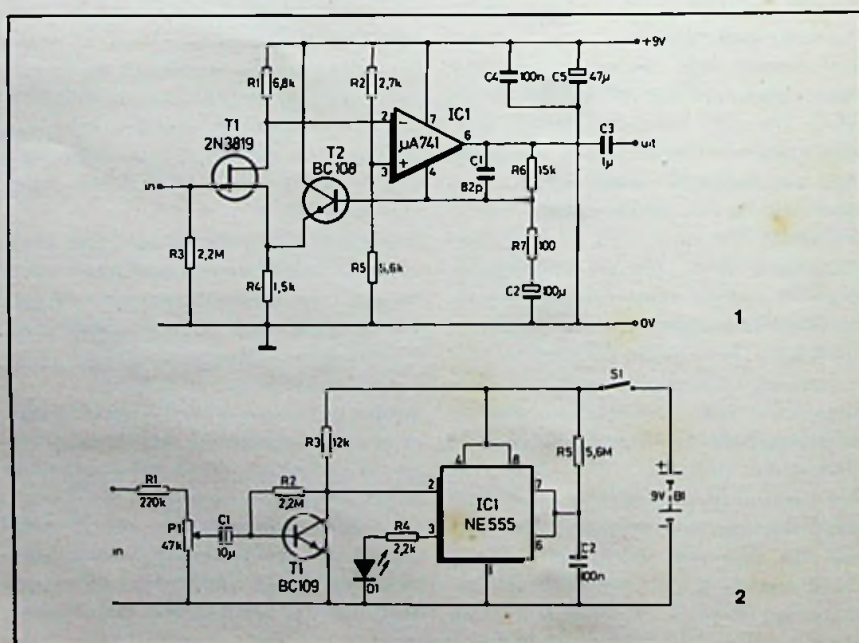 +9V
R1 6,8k
R2 2,7k
C4 100n
C5 47µ
T1
2N3819
T2
BC108
IC1
µA741
2
3
7
6
4
C1
82p
R6 15k
C3
1µ
uit
in
R3 2,2M
R4 1,5k
R5 5,6k
R7 100
C2 100µ
0V
1
S1
R3 12k
R5 5,6M
R1
220k
R2
2,2M
P1
47k
C1
10µ
in
T1
BC109
D1
R4
2,2k
2
3
4
8
7
6
1
IC1
NE555
+
9V B1
-
C2
100n
2